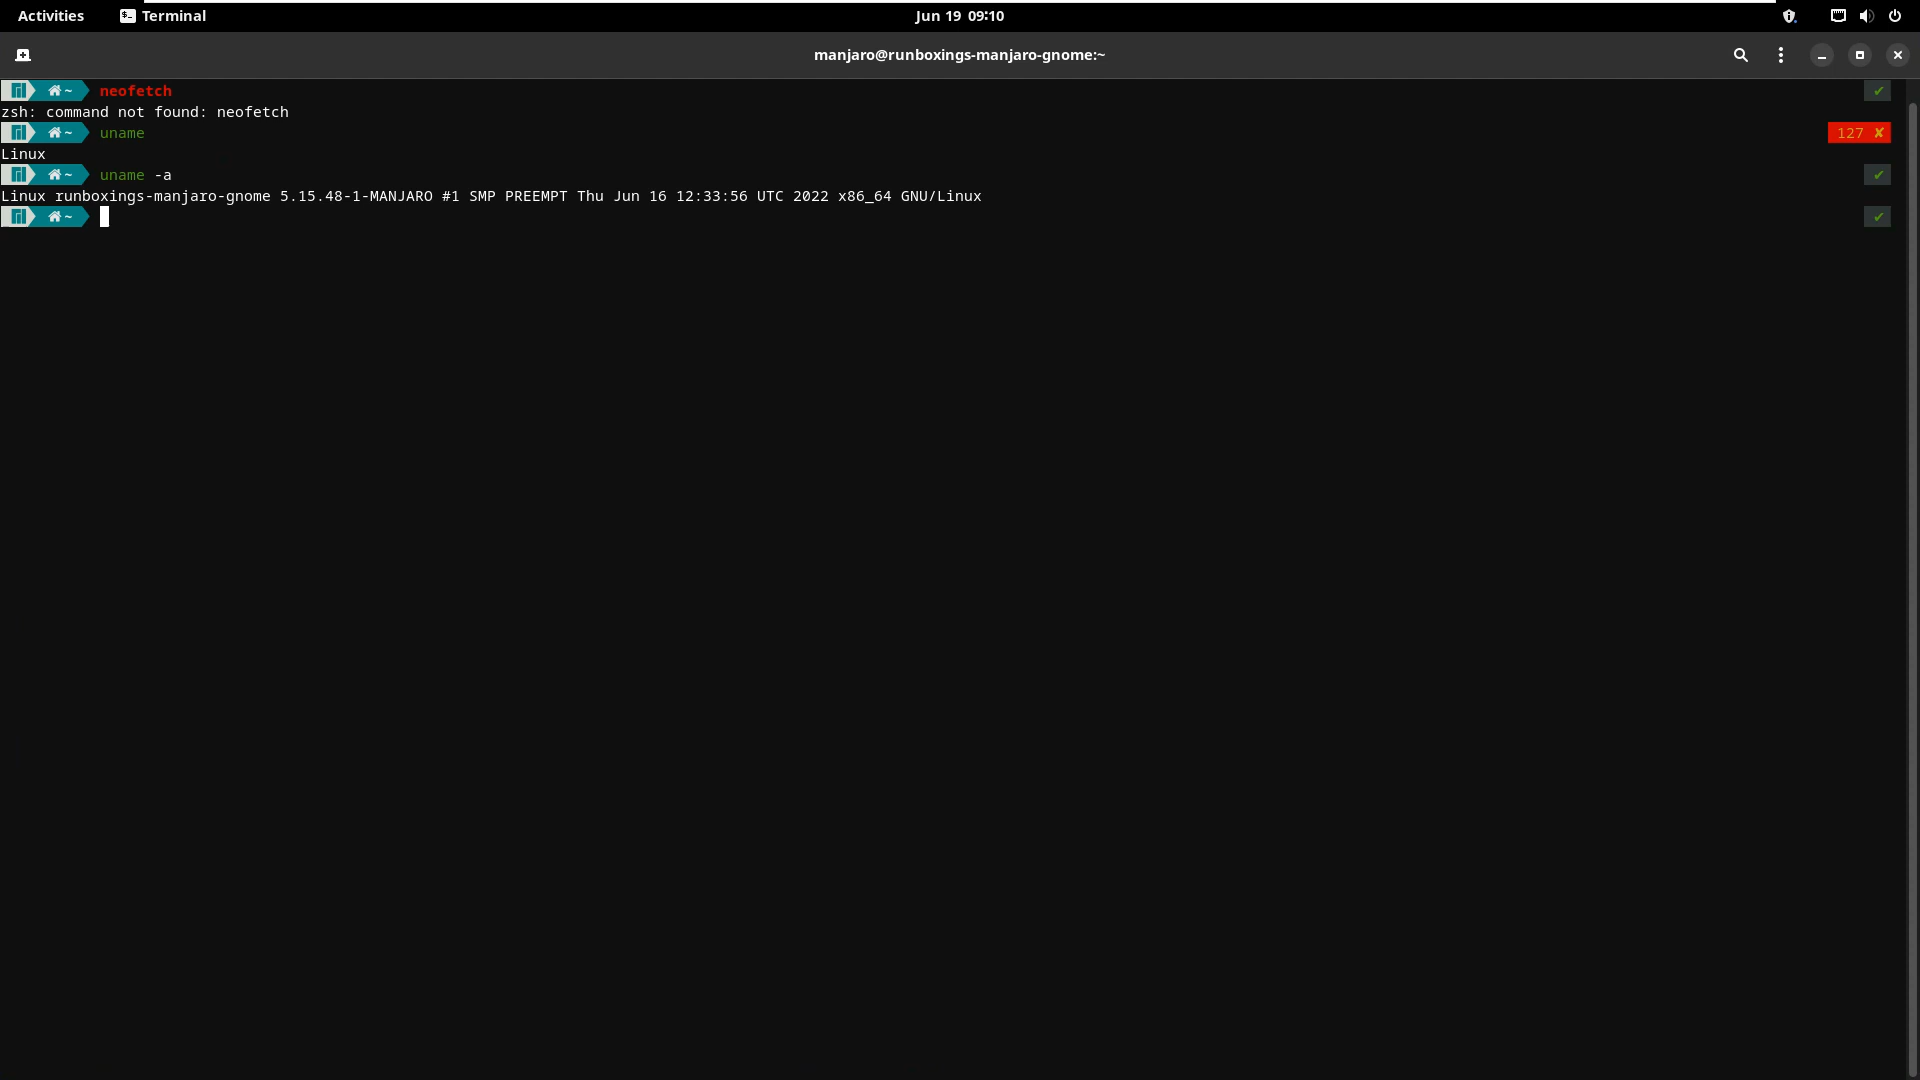 Activities Terminal Jun 19 09:10
manjaro@runboxings-manjaro-gnome:~
~ neofetch ✔
zsh: command not found: neofetch
~ uname 127 ✘
Linux
~ uname -a ✔
Linux runboxings-manjaro-gnome 5.15.48-1-MANJARO #1 SMP PREEMPT Thu Jun 16 12:33:56 UTC 2022 x86_64 GNU/Linux
~ ✔